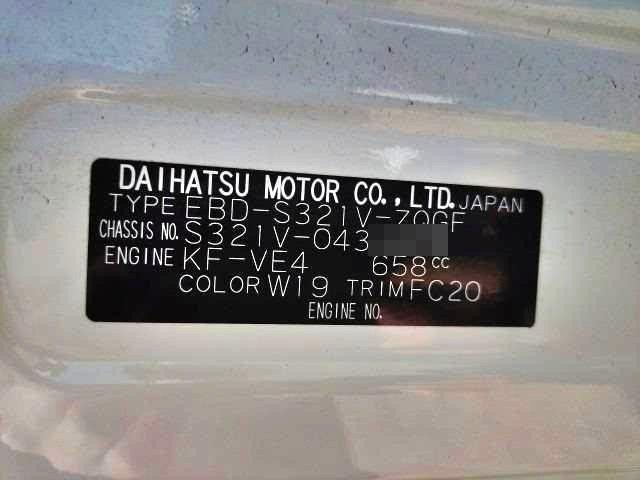 DAIHATSU MOTOR CO.,LTD. JAPAN
TYPE EBD-S321V-ZQGF
CHASSIS NO. S321V-043
ENGINE KF-VE4 658cc
COLOR W19 TRIM FC20
ENGINE NO.